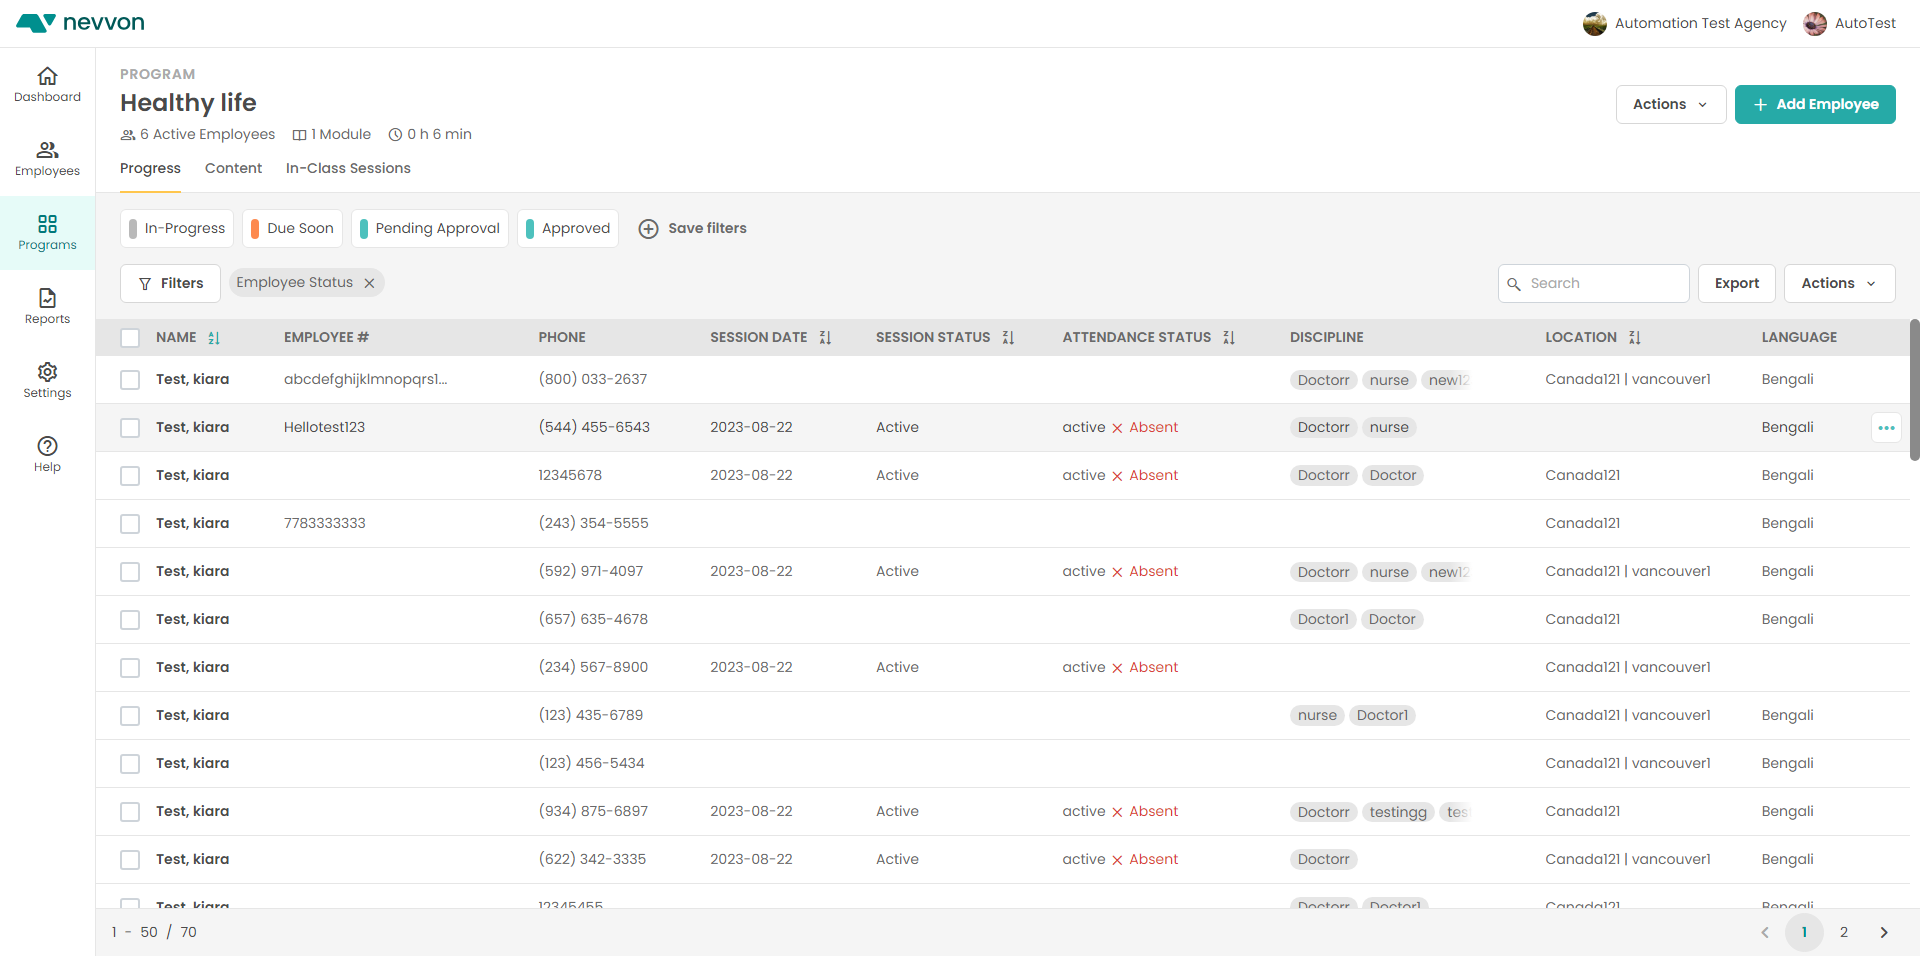 nevvon
Automation Test Agency AutoTest
Dashboard
Employees
Programs
Reports
Settings
Help
PROGRAM
Healthy life
6 Active Employees 1 Module 0 h 6 min
Actions + Add Employee
Progress Content In-Class Sessions
In-Progress Due Soon Pending Approval Approved Save filters
Filters Employee Status Search Export Actions
NAME EMPLOYEE # PHONE SESSION DATE SESSION STATUS ATTENDANCE STATUS DISCIPLINE LOCATION LANGUAGE
Test, kiara abcdefghijklmnopqrs1... (800) 033-2637 Doctorr nurse new12 Canada121 | vancouver1 Bengali
Test, kiara Hellotest123 (544) 455-6543 2023-08-22 Active active Absent Doctorr nurse Bengali
Test, kiara 12345678 2023-08-22 Active active Absent Doctorr Doctor Canada121 Bengali
Test, kiara 7783333333 (243) 354-5555 Canada121 Bengali
Test, kiara (592) 971-4097 2023-08-22 Active active Absent Doctorr nurse new12 Canada121 | vancouver1 Bengali
Test, kiara (657) 635-4678 Doctor1 Doctor Canada121 Bengali
Test, kiara (234) 567-8900 2023-08-22 Active active Absent Canada121 | vancouver1 Bengali
Test, kiara (123) 435-6789 nurse Doctor1 Canada121 | vancouver1 Bengali
Test, kiara (123) 456-5434 Canada121 | vancouver1 Bengali
Test, kiara (934) 875-6897 2023-08-22 Active active Absent Doctorr testingg tes Canada121 Bengali
Test, kiara (622) 342-3335 2023-08-22 Active active Absent Doctorr Canada121 | vancouver1 Bengali
Test, kiara 12345455 Doctorr Doctor1 Canada121 Bengali
1 - 50 / 70 1 2